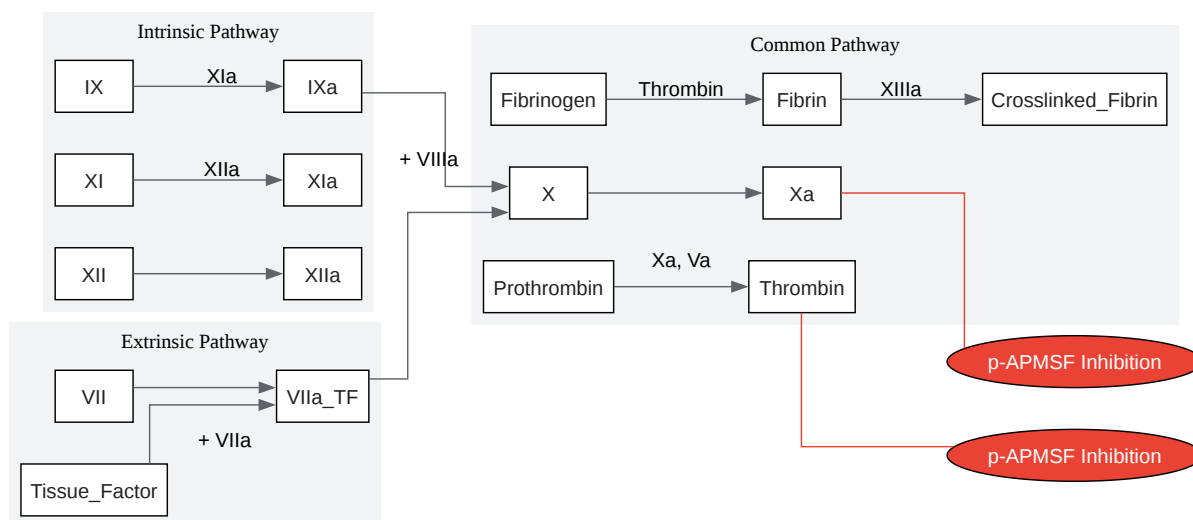 Intrinsic Pathway
IX
XIa
IXa
XI
XIIa
XIa
XII
XIIa
+ VIIIa
Extrinsic Pathway
VII
VIIa_TF
+ VIIa
Tissue_Factor
Common Pathway
Fibrinogen
Thrombin
Fibrin
XIIIa
Crosslinked_Fibrin
X
Xa
Prothrombin
Xa, Va
Thrombin
p-APMSF Inhibition
p-APMSF Inhibition